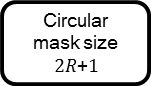 Circular
mask size
2R+1